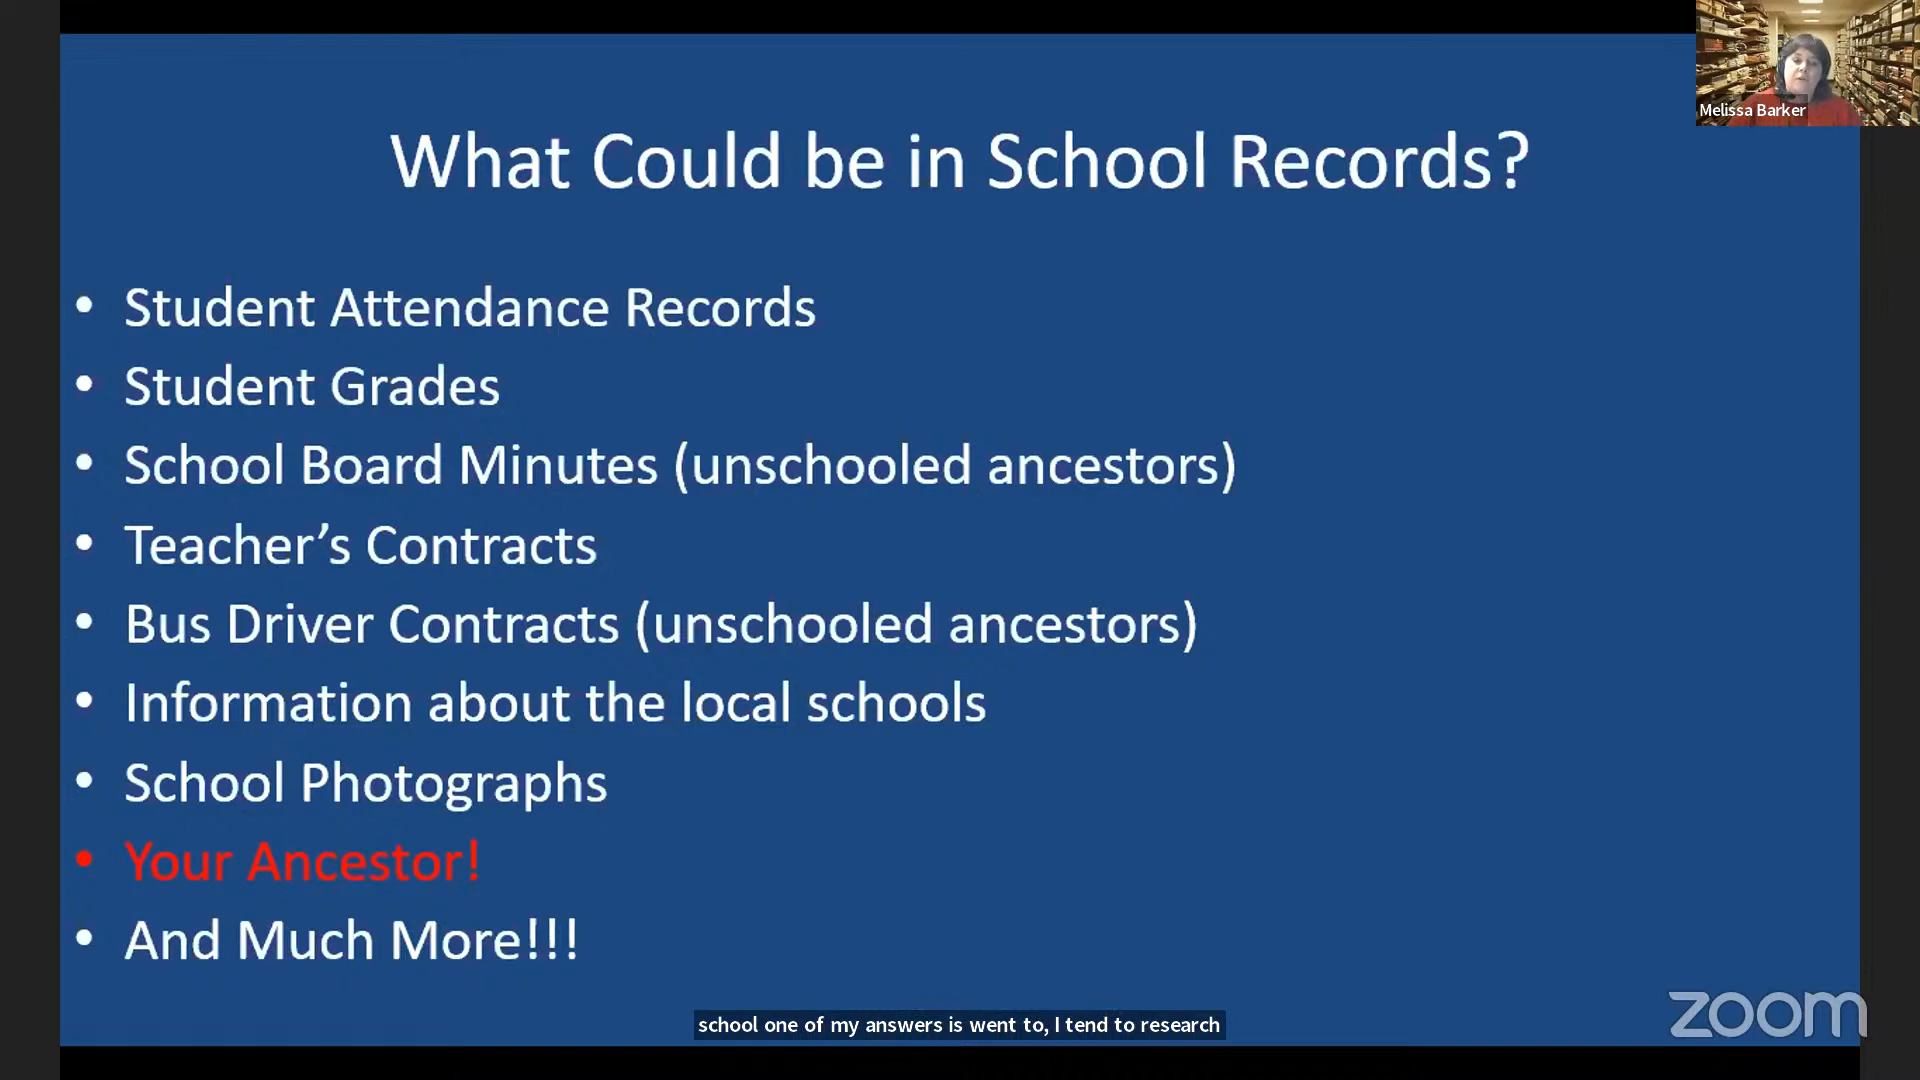 Melissa Barker
What Could be in School Records?
• Student Attendance Records
• Student Grades
• School Board Minutes (unschooled ancestors)
• Teacher’s Contracts
• Bus Driver Contracts (unschooled ancestors)
• Information about the local schools
• School Photographs
• Your Ancestor!
• And Much More!!!
school one of my answers is went to, I tend to research
zoom